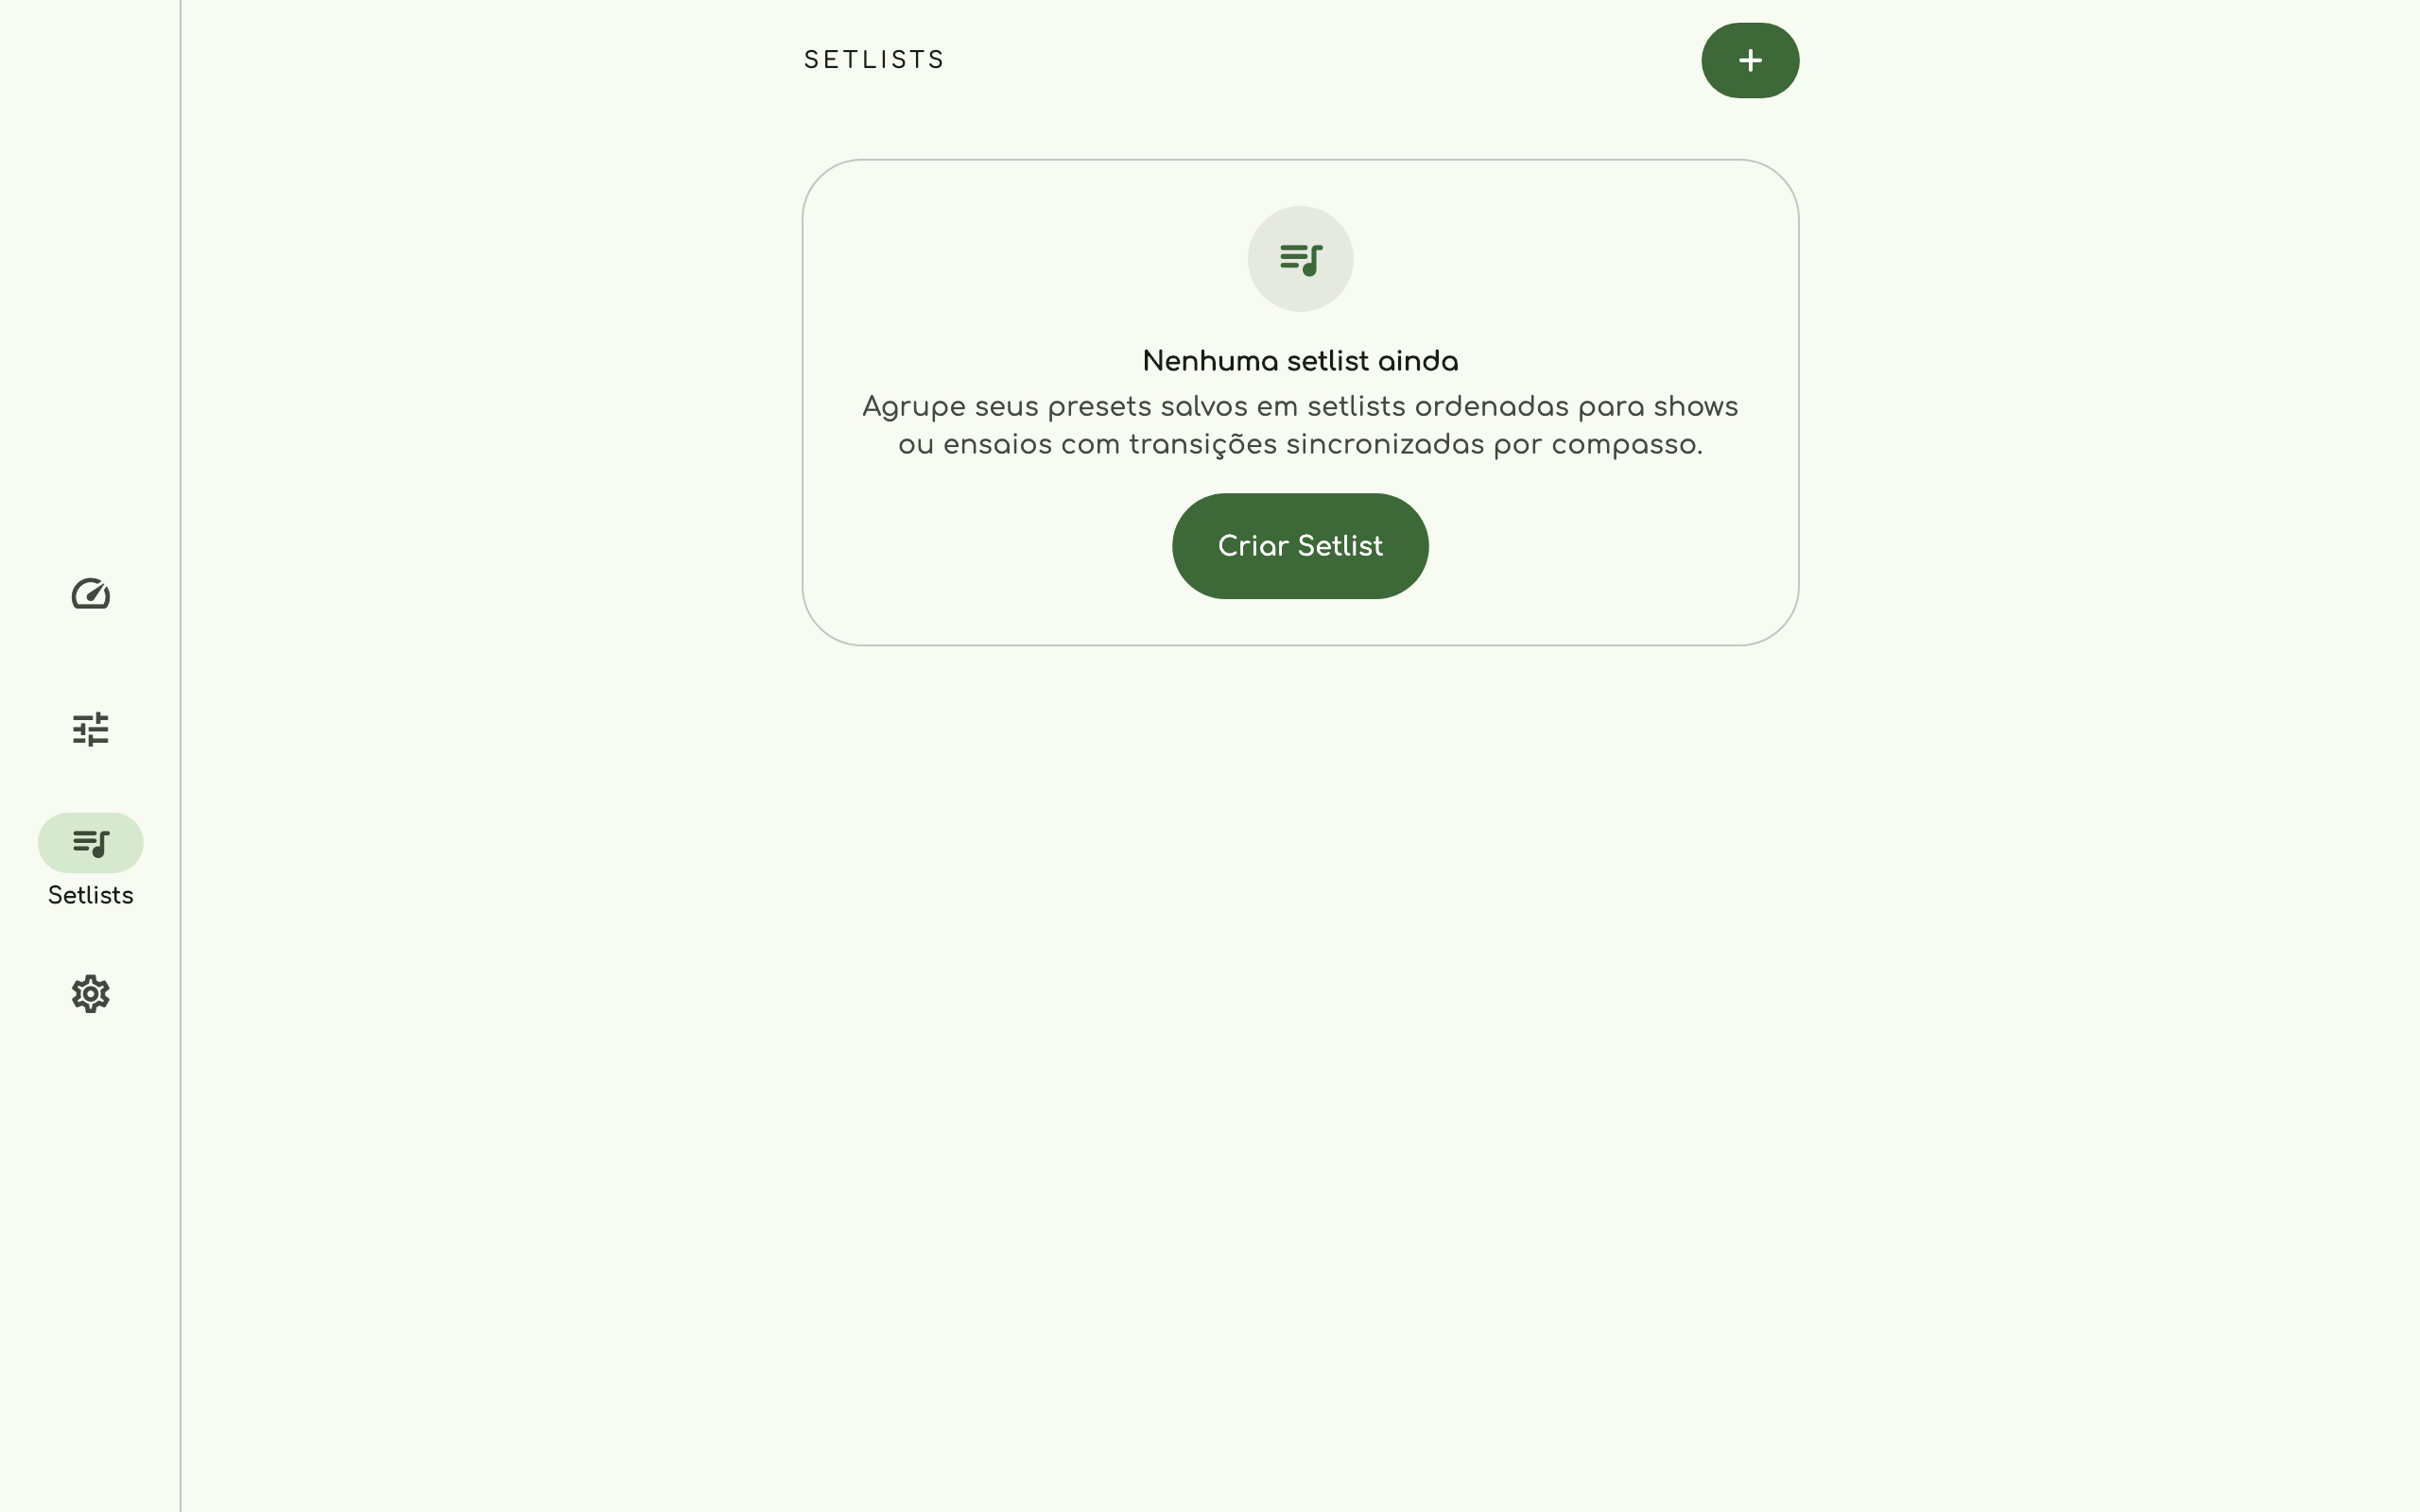 SETLISTS
Nenhuma setlist ainda
Agrupe seus presets salvos em setlists ordenadas para shows
ou ensaios com transições sincronizadas por compasso.
Criar Setlist
Setlists